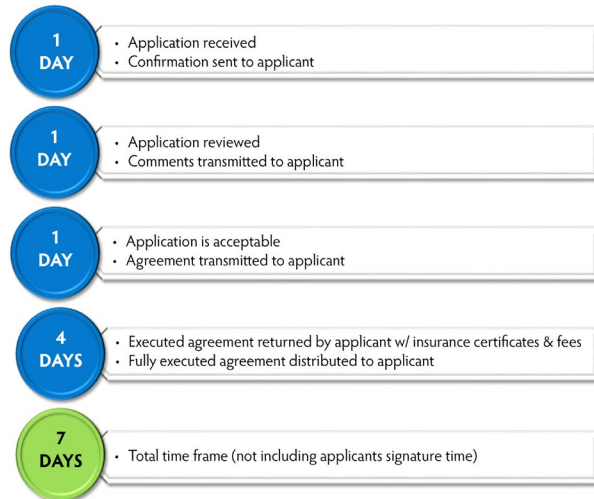 1
DAY
• Application received
• Confirmation sent to applicant
1
DAY
• Application reviewed
• Comments transmitted to applicant
1
DAY
• Application is acceptable
• Agreement transmitted to applicant
4
DAYS
• Executed agreement returned by applicant w/ insurance certificates & fees
• Fully executed agreement distributed to applicant
7
DAYS
• Total time frame (not including applicants signature time)